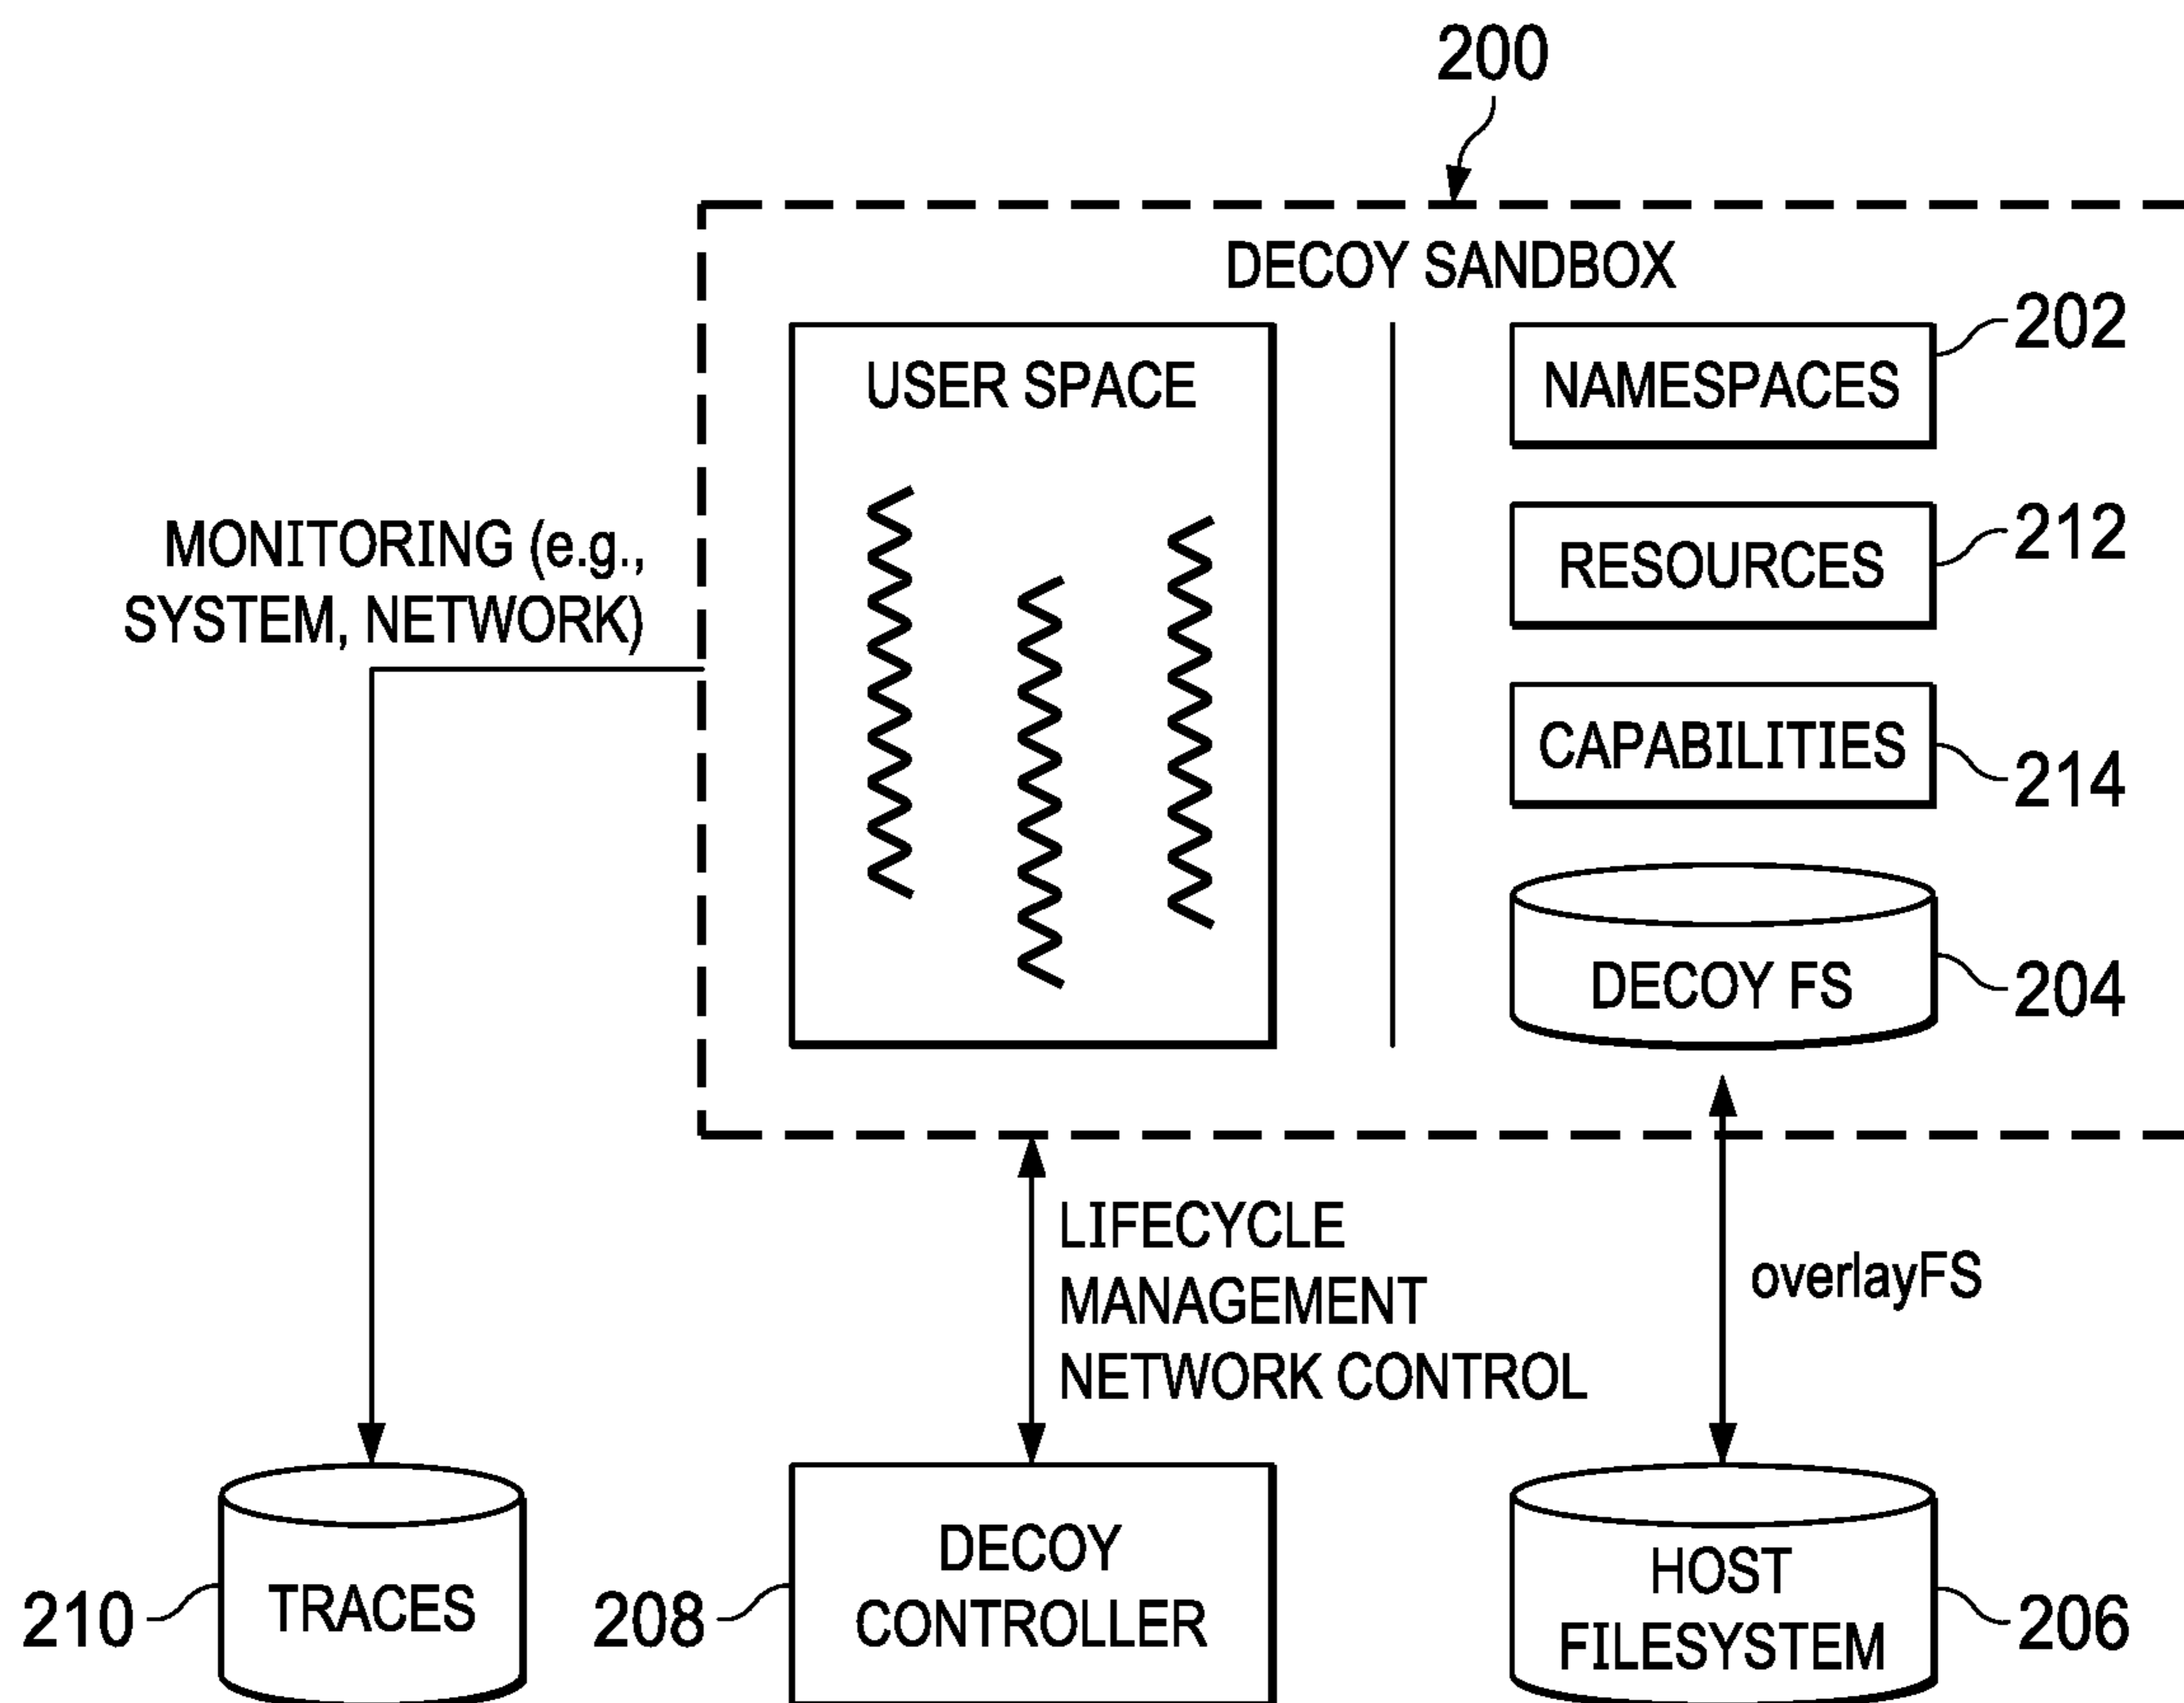 200
DECOY SANDBOX
USER SPACE
NAMESPACES
202
RESOURCES
212
CAPABILITIES
214
DECOY FS
204
MONITORING (e.g.,
SYSTEM, NETWORK)
LIFECYCLE
MANAGEMENT
NETWORK CONTROL
overlayFS
TRACES
210
DECOY
CONTROLLER
208
HOST
FILESYSTEM
206